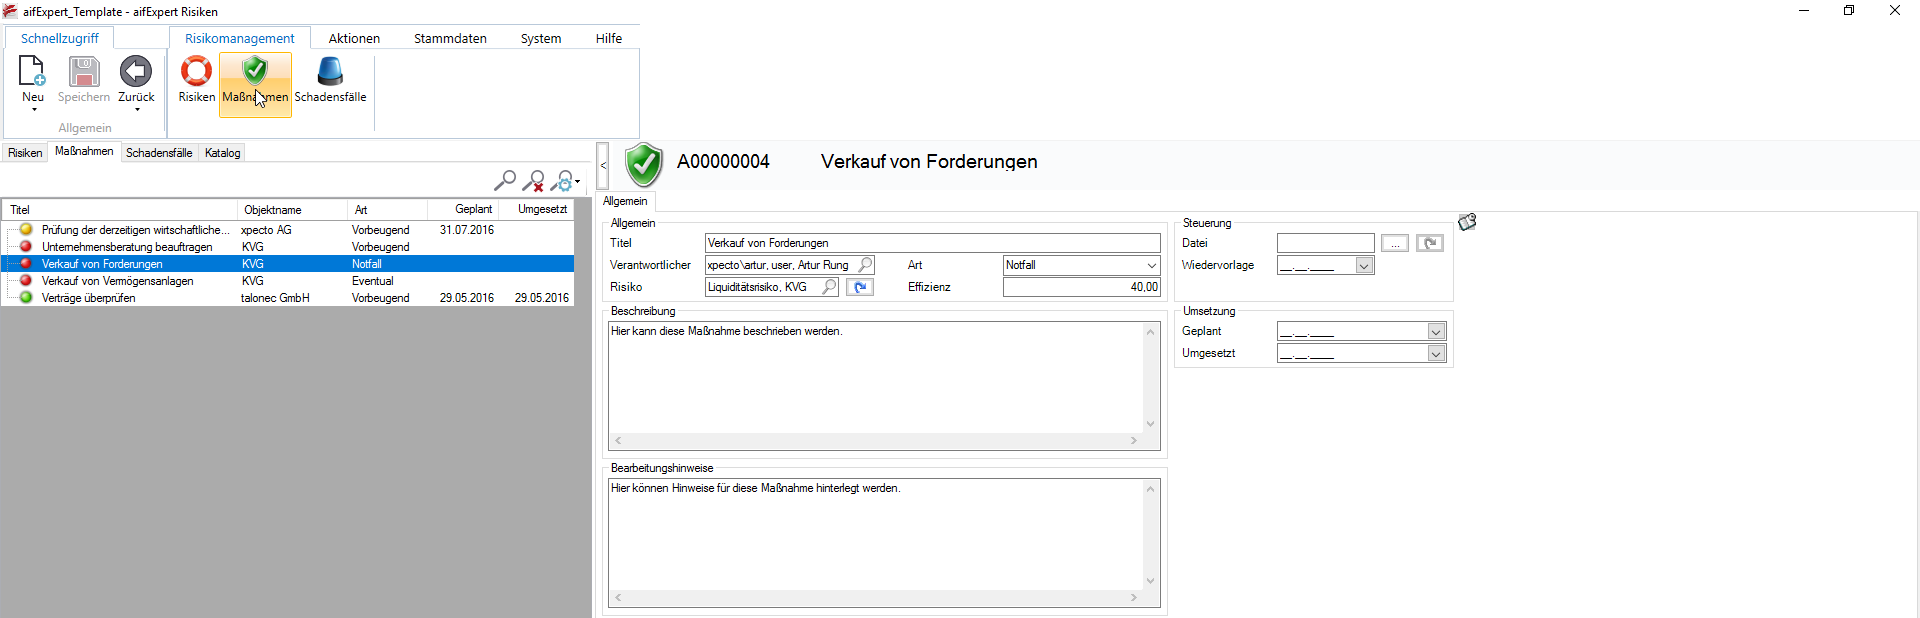 aifExpert_Template - aifExpert Risiken
Schnellzugriff Risikomanagement Aktionen Stammdaten System Hilfe
Neu Speichern Zurück Risiken Maßnahmen Schadensfälle
Allgemein
Risiken Maßnahmen Schadensfälle Katalog
Titel Objektname Art Geplant Umgesetzt
Prüfung der derzeitigen wirtschaftliche... xpecto AG Vorbeugend 31.07.2016
Unternehmensberatung beauftragen KVG Vorbeugend
Verkauf von Forderungen KVG Notfall
Verkauf von Vermögensanlagen KVG Eventual
Verträge überprüfen talonec GmbH Vorbeugend 29.05.2016 29.05.2016
< A00000004 Verkauf von Forderungen
Allgemein
Allgemein
Titel Verkauf von Forderungen
Verantwortlicher xpecto\artur, user, Artur Rung Art Notfall
Risiko Liquiditätsrisiko, KVG Effizienz 40,00
Beschreibung
Hier kann diese Maßnahme beschrieben werden.
Bearbeitungshinweise
Hier können Hinweise für diese Maßnahme hinterlegt werden.
Steuerung
Datei ...
Wiedervorlage __.__.____
Umsetzung
Geplant __.__.____
Umgesetzt __.__.____